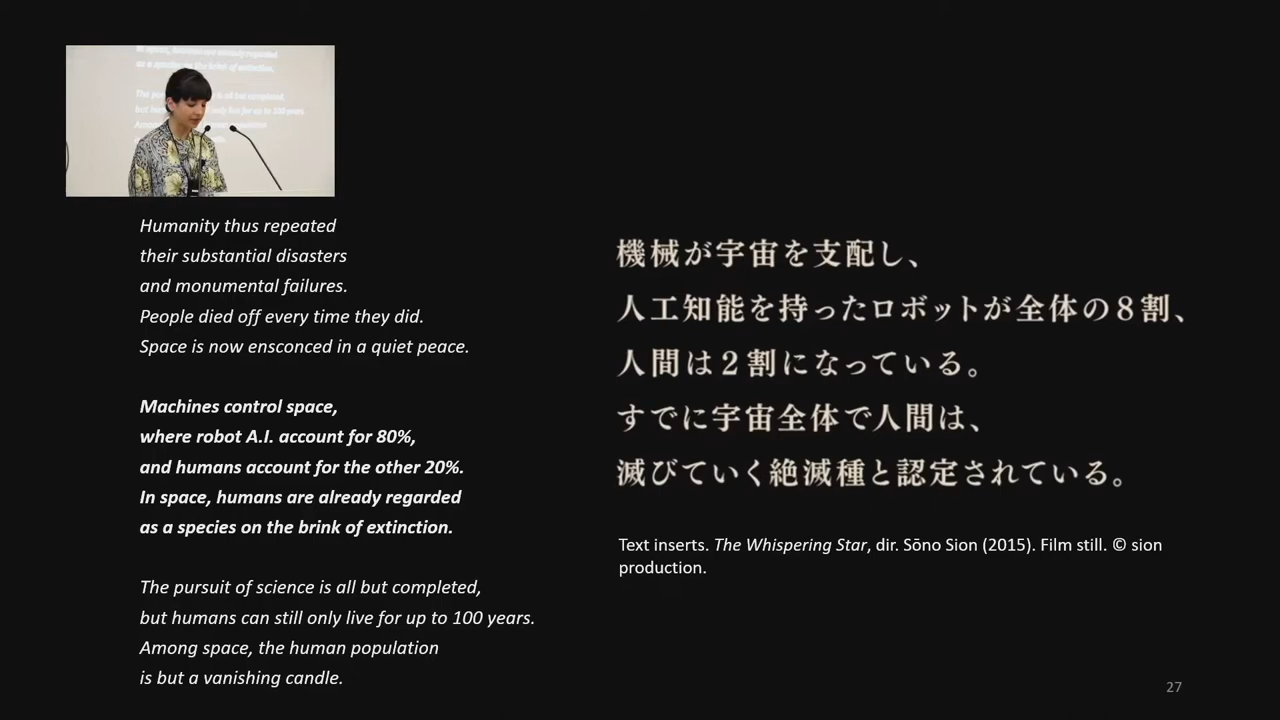 Humanity thus repeated
their substantial disasters
and monumental failures.
People died off every time they did.
Space is now ensconced in a quiet peace.
Machines control space,
where robot A.I. account for 80%,
and humans account for the other 20%.
In space, humans are already regarded
as a species on the brink of extinction.
The pursuit of science is all but completed,
but humans can still only live for up to 100 years.
Among space, the human population
is but a vanishing candle.
機械が宇宙を支配し、
人工知能を持ったロボットが全体の８割、
人間は２割になっている。
すでに宇宙全体で人間は、
滅びていく絶滅種と認定されている。
Text inserts. The Whispering Star, dir. Sōno Sion (2015). Film still. © sion
production.
27